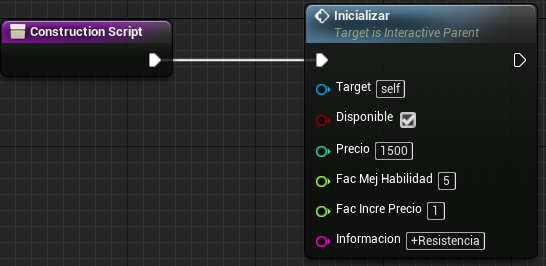 Construction Script
Inicializar
Target is Interactive Parent
Target self
Disponible
Precio 1500
Fac Mej Habilidad 5
Fac Incre Precio 1
Informacion +Resistencia